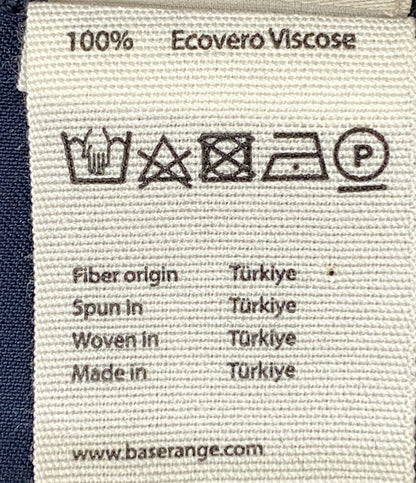 100% Ecovero Viscose
P
Fiber origin Türkiye
Spun in Türkiye
Woven in Türkiye
Made in Türkiye
www.baserange.com